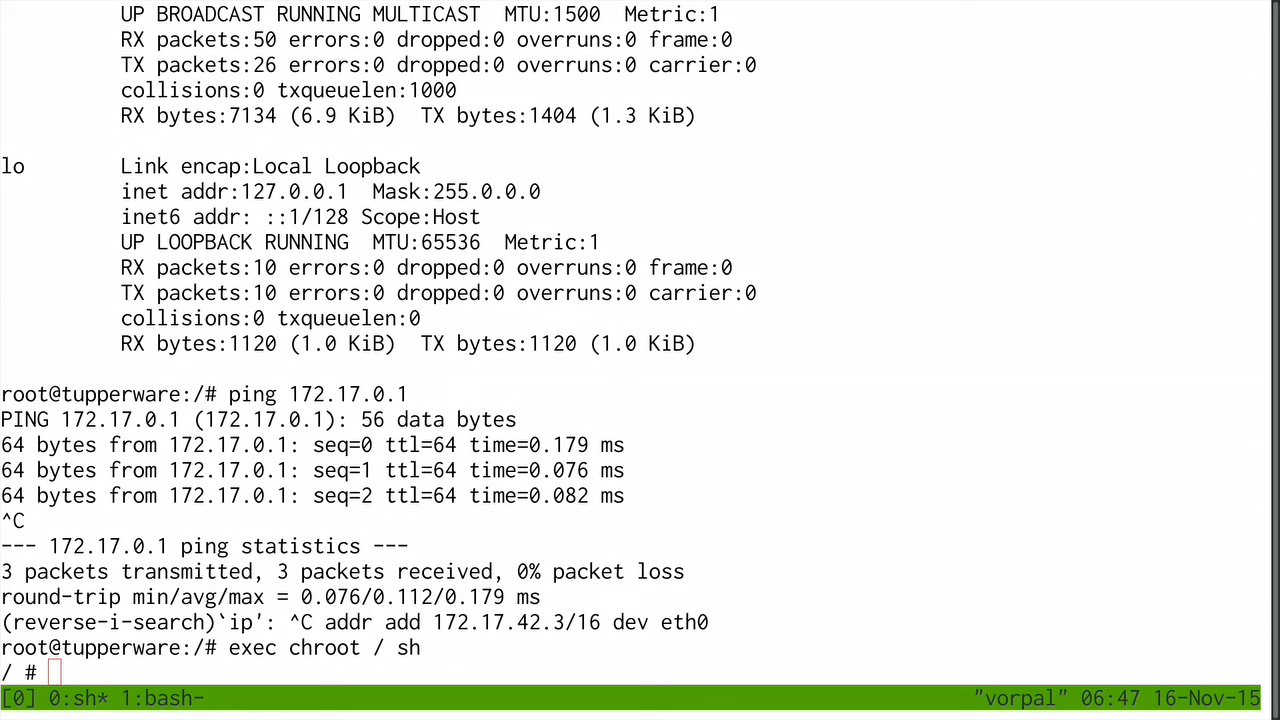 UP BROADCAST RUNNING MULTICAST  MTU:1500  Metric:1
RX packets:50 errors:0 dropped:0 overruns:0 frame:0
TX packets:26 errors:0 dropped:0 overruns:0 carrier:0
collisions:0 txqueuelen:1000
RX bytes:7134 (6.9 KiB)  TX bytes:1404 (1.3 KiB)
lo        Link encap:Local Loopback
inet addr:127.0.0.1  Mask:255.0.0.0
inet6 addr: ::1/128 Scope:Host
UP LOOPBACK RUNNING  MTU:65536  Metric:1
RX packets:10 errors:0 dropped:0 overruns:0 frame:0
TX packets:10 errors:0 dropped:0 overruns:0 carrier:0
collisions:0 txqueuelen:0
RX bytes:1120 (1.0 KiB)  TX bytes:1120 (1.0 KiB)
root@tupperware:/# ping 172.17.0.1
PING 172.17.0.1 (172.17.0.1): 56 data bytes
64 bytes from 172.17.0.1: seq=0 ttl=64 time=0.179 ms
64 bytes from 172.17.0.1: seq=1 ttl=64 time=0.076 ms
64 bytes from 172.17.0.1: seq=2 ttl=64 time=0.082 ms
^C
--- 172.17.0.1 ping statistics ---
3 packets transmitted, 3 packets received, 0% packet loss
round-trip min/avg/max = 0.076/0.112/0.179 ms
(reverse-i-search)`ip': ^C addr add 172.17.42.3/16 dev eth0
root@tupperware:/# exec chroot / sh
/ #
[0] 0:sh* 1:bash-    "vorpal" 06:47 16-Nov-15